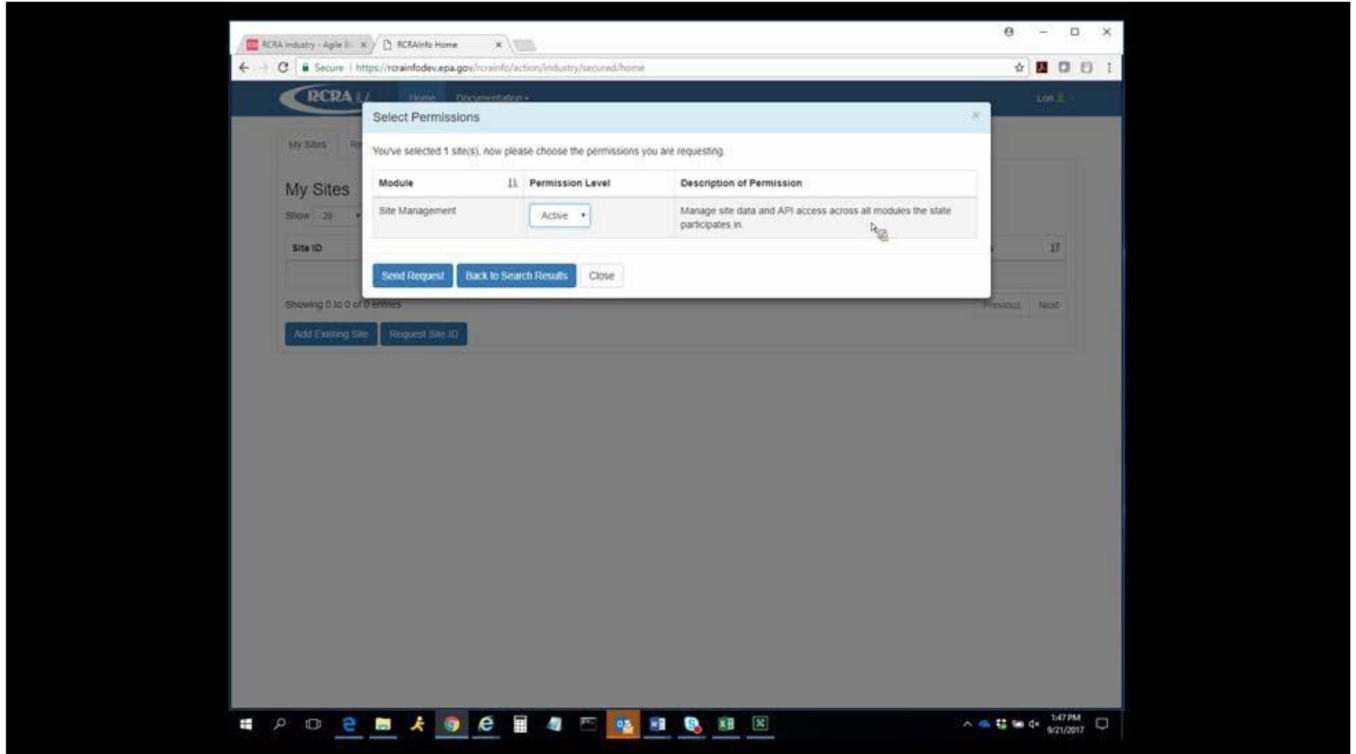 RCRA Industry - Agile
RCRAInfo Home
Secure
https://rcrainfodev.epa.gov/rcrainfo/action/industry/secured/home
RCRA
Home
Documentation
Lori
Select Permissions
×
My Sites
You've selected 1 site(s), now please choose the permissions you are requesting.
Module
Permission Level
Description of Permission
My Sites
Site Management
Active
Manage site data and API access across all modules the state
participates in.
Show 20
Site ID
Send Request
Back to Search Results
Close
Showing 0 to 0 of 0 entries
Previous
Next
Add Existing Site
Request Site ID
1:47 PM
9/21/2017